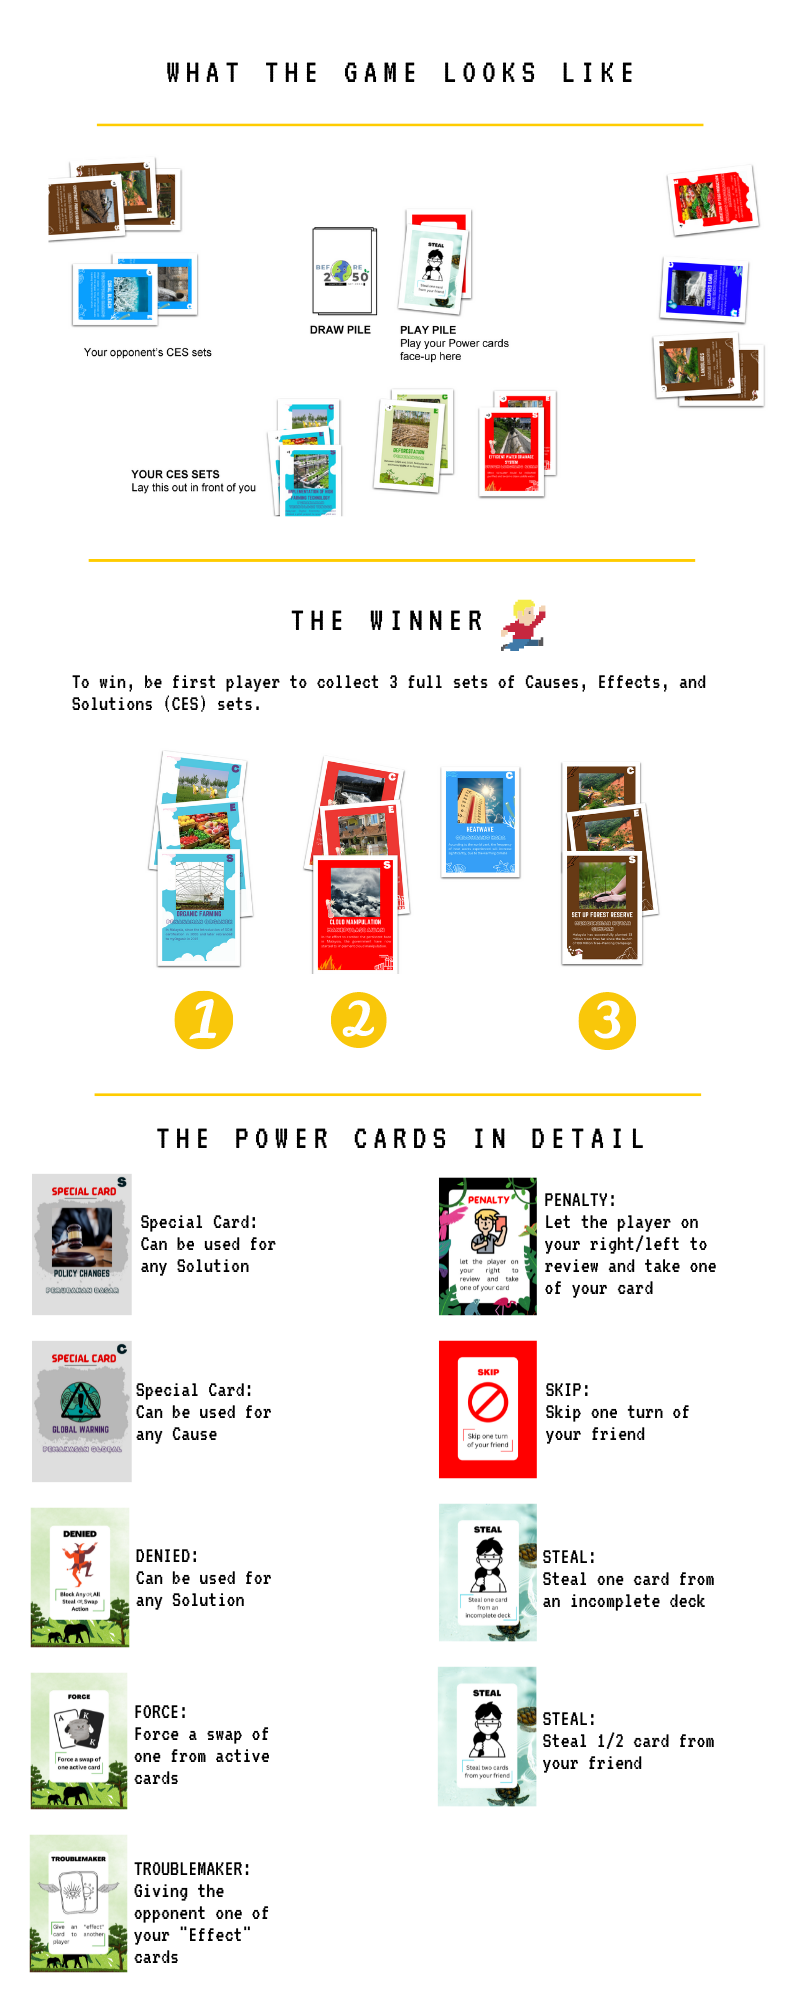 WHAT THE GAME LOOKS LIKE
BEF RE
2 50
STEAL
DRAW PILE
PLAY PILE
Play your Power cards
face-up here
Your opponent's CES sets
YOUR CES SETS
Lay this out in front of you
DEFORESTATION
EFFICIENT WATER DRAINAGE
SYSTEM
THE WINNER
To win, be first player to collect 3 full sets of Causes, Effects, and
Solutions (CES) sets.
C
E
S
ORGANIC FARMING
C
E
S
CLOUD MANIPULATION
C
HEATWAVE
C
E
S
SET UP FOREST RESERVE
1
2
3
THE POWER CARDS IN DETAIL
SPECIAL CARD
S
POLICY CHANGES
PERUBAHAN DASAR
Special Card:
Can be used for
any Solution
PENALTY
let the player on
your right to
review and take
one of your card
PENALTY:
Let the player on
your right/left to
review and take one
of your card
SPECIAL CARD
C
GLOBAL WARNING
PEMANASAN GLOBAL
Special Card:
Can be used for
any Cause
SKIP
Skip one turn
of your friend
SKIP:
Skip one turn of
your friend
DENIED
Block Any or All
Steal or Swap
Action
DENIED:
Can be used for
any Solution
STEAL
Steal one card
from an
incomplete deck
STEAL:
Steal one card from
an incomplete deck
FORCE
A
K
K
Force a swap of
one active card
FORCE:
Force a swap of
one from active
cards
STEAL
Steal two cards
from your friend
STEAL:
Steal 1/2 card from
your friend
TROUBLEMAKER
Give an "effect"
card to another
player
TROUBLEMAKER:
Giving the
opponent one of
your "Effect"
cards